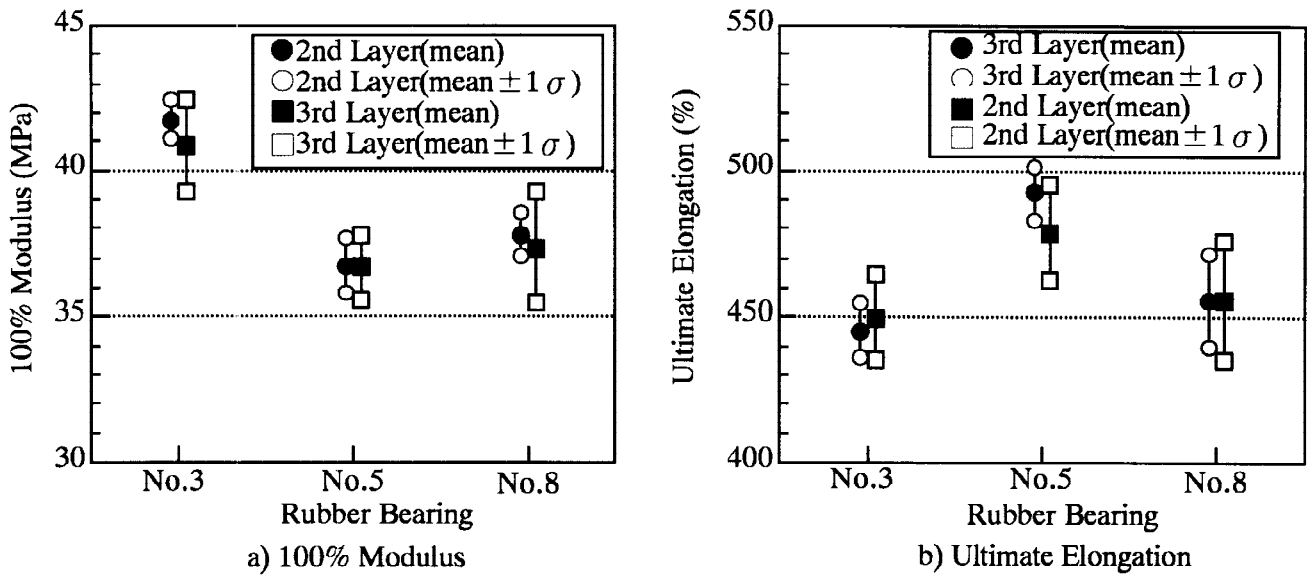 45
40
35
30
100% Modulus (MPa)
2nd Layer(mean)
2nd Layer(mean±1 σ)
3rd Layer(mean)
3rd Layer(mean±1 σ)
No.3
No.5
No.8
Rubber Bearing
a) 100% Modulus
550
500
450
400
Ultimate Elongation (%)
3rd Layer(mean)
3rd Layer(mean±1 σ)
2nd Layer(mean)
2nd Layer(mean±1 σ)
No.3
No.5
No.8
Rubber Bearing
b) Ultimate Elongation